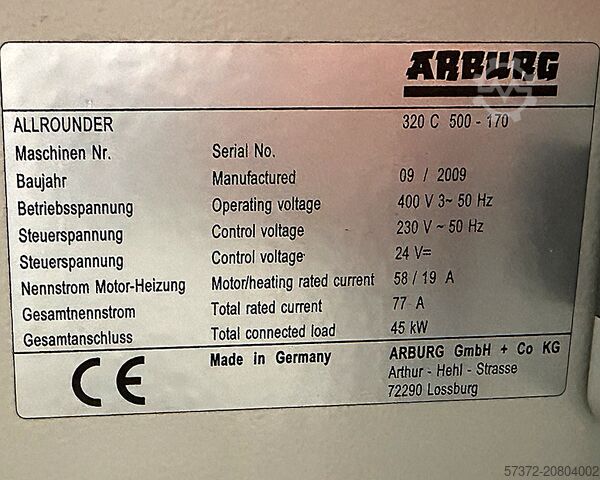 ARBURG
ALLROUNDER 320 C 500 - 170
Maschinen Nr. Serial No.
Baujahr Manufactured 09 / 2009
Betriebsspannung Operating voltage 400 V 3~ 50 Hz
Steuerspannung Control voltage 230 V ~ 50 Hz
Steuerspannung Control voltage 24 V=
Nennstrom Motor-Heizung Motor/heating rated current 58 / 19 A
Gesamtnennstrom Total rated current 77 A
Gesamtanschluss Total connected load 45 kW
CE Made in Germany ARBURG GmbH + Co KG
Arthur - Hehl - Strasse
72290 Lossburg
57372-20804002